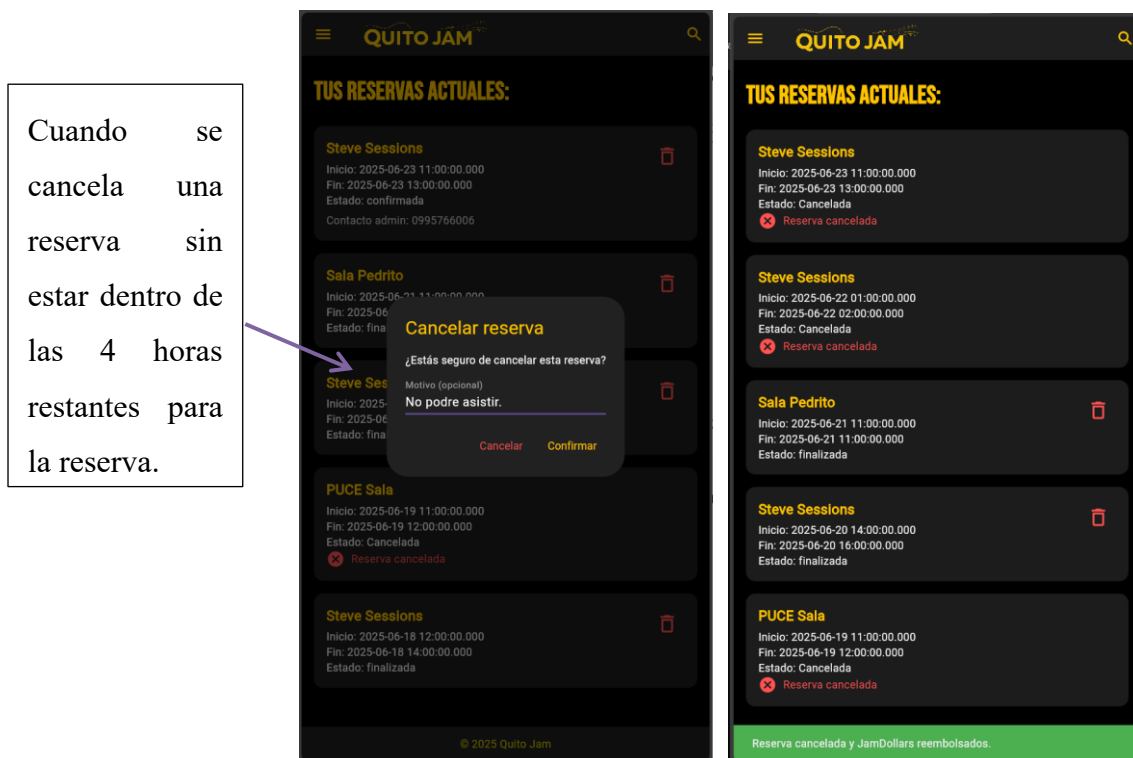 Cuando se
cancela una
reserva sin
estar dentro de
las 4 horas
restantes para
la reserva.
QUITO JAM
TUS RESERVAS ACTUALES:
Steve Sessions
Inicio: 2025-06-23 11:00:00.000
Fin: 2025-06-23 13:00:00.000
Estado: confirmada
Contacto admin: 0995766006
Sala Pedrito
Inicio: 2025-06-21 11:00:00.000
Fin: 2025-06
Estado: fina
Cancelar reserva
¿Estás seguro de cancelar esta reserva?
Motivo (opcional)
No podre asistir.
Cancelar Confirmar
Steve Ses
Inicio: 2025-
Fin: 2025-06
Estado: fina
PUCE Sala
Inicio: 2025-06-19 11:00:00.000
Fin: 2025-06-19 12:00:00.000
Estado: Cancelada
Reserva cancelada
Steve Sessions
Inicio: 2025-06-18 12:00:00.000
Fin: 2025-06-18 14:00:00.000
Estado: finalizada
© 2025 Quito Jam
QUITO JAM
TUS RESERVAS ACTUALES:
Steve Sessions
Inicio: 2025-06-23 11:00:00.000
Fin: 2025-06-23 13:00:00.000
Estado: Cancelada
Reserva cancelada
Steve Sessions
Inicio: 2025-06-22 01:00:00.000
Fin: 2025-06-22 02:00:00.000
Estado: Cancelada
Reserva cancelada
Sala Pedrito
Inicio: 2025-06-21 11:00:00.000
Fin: 2025-06-21 11:00:00.000
Estado: finalizada
Steve Sessions
Inicio: 2025-06-20 14:00:00.000
Fin: 2025-06-20 16:00:00.000
Estado: finalizada
PUCE Sala
Inicio: 2025-06-19 11:00:00.000
Fin: 2025-06-19 12:00:00.000
Estado: Cancelada
Reserva cancelada
Reserva cancelada y JamDollars reembolsados.